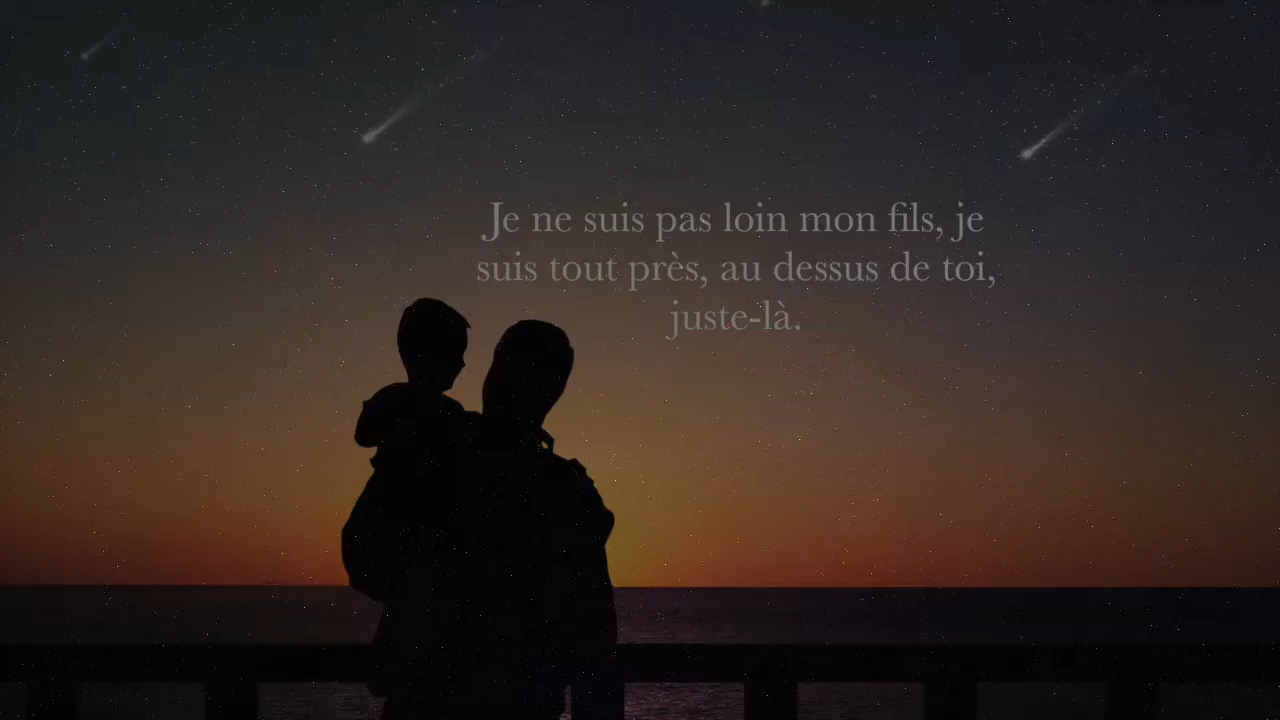 Je ne suis pas loin mon fils, je
suis tout près, au dessus de toi,
juste-là.